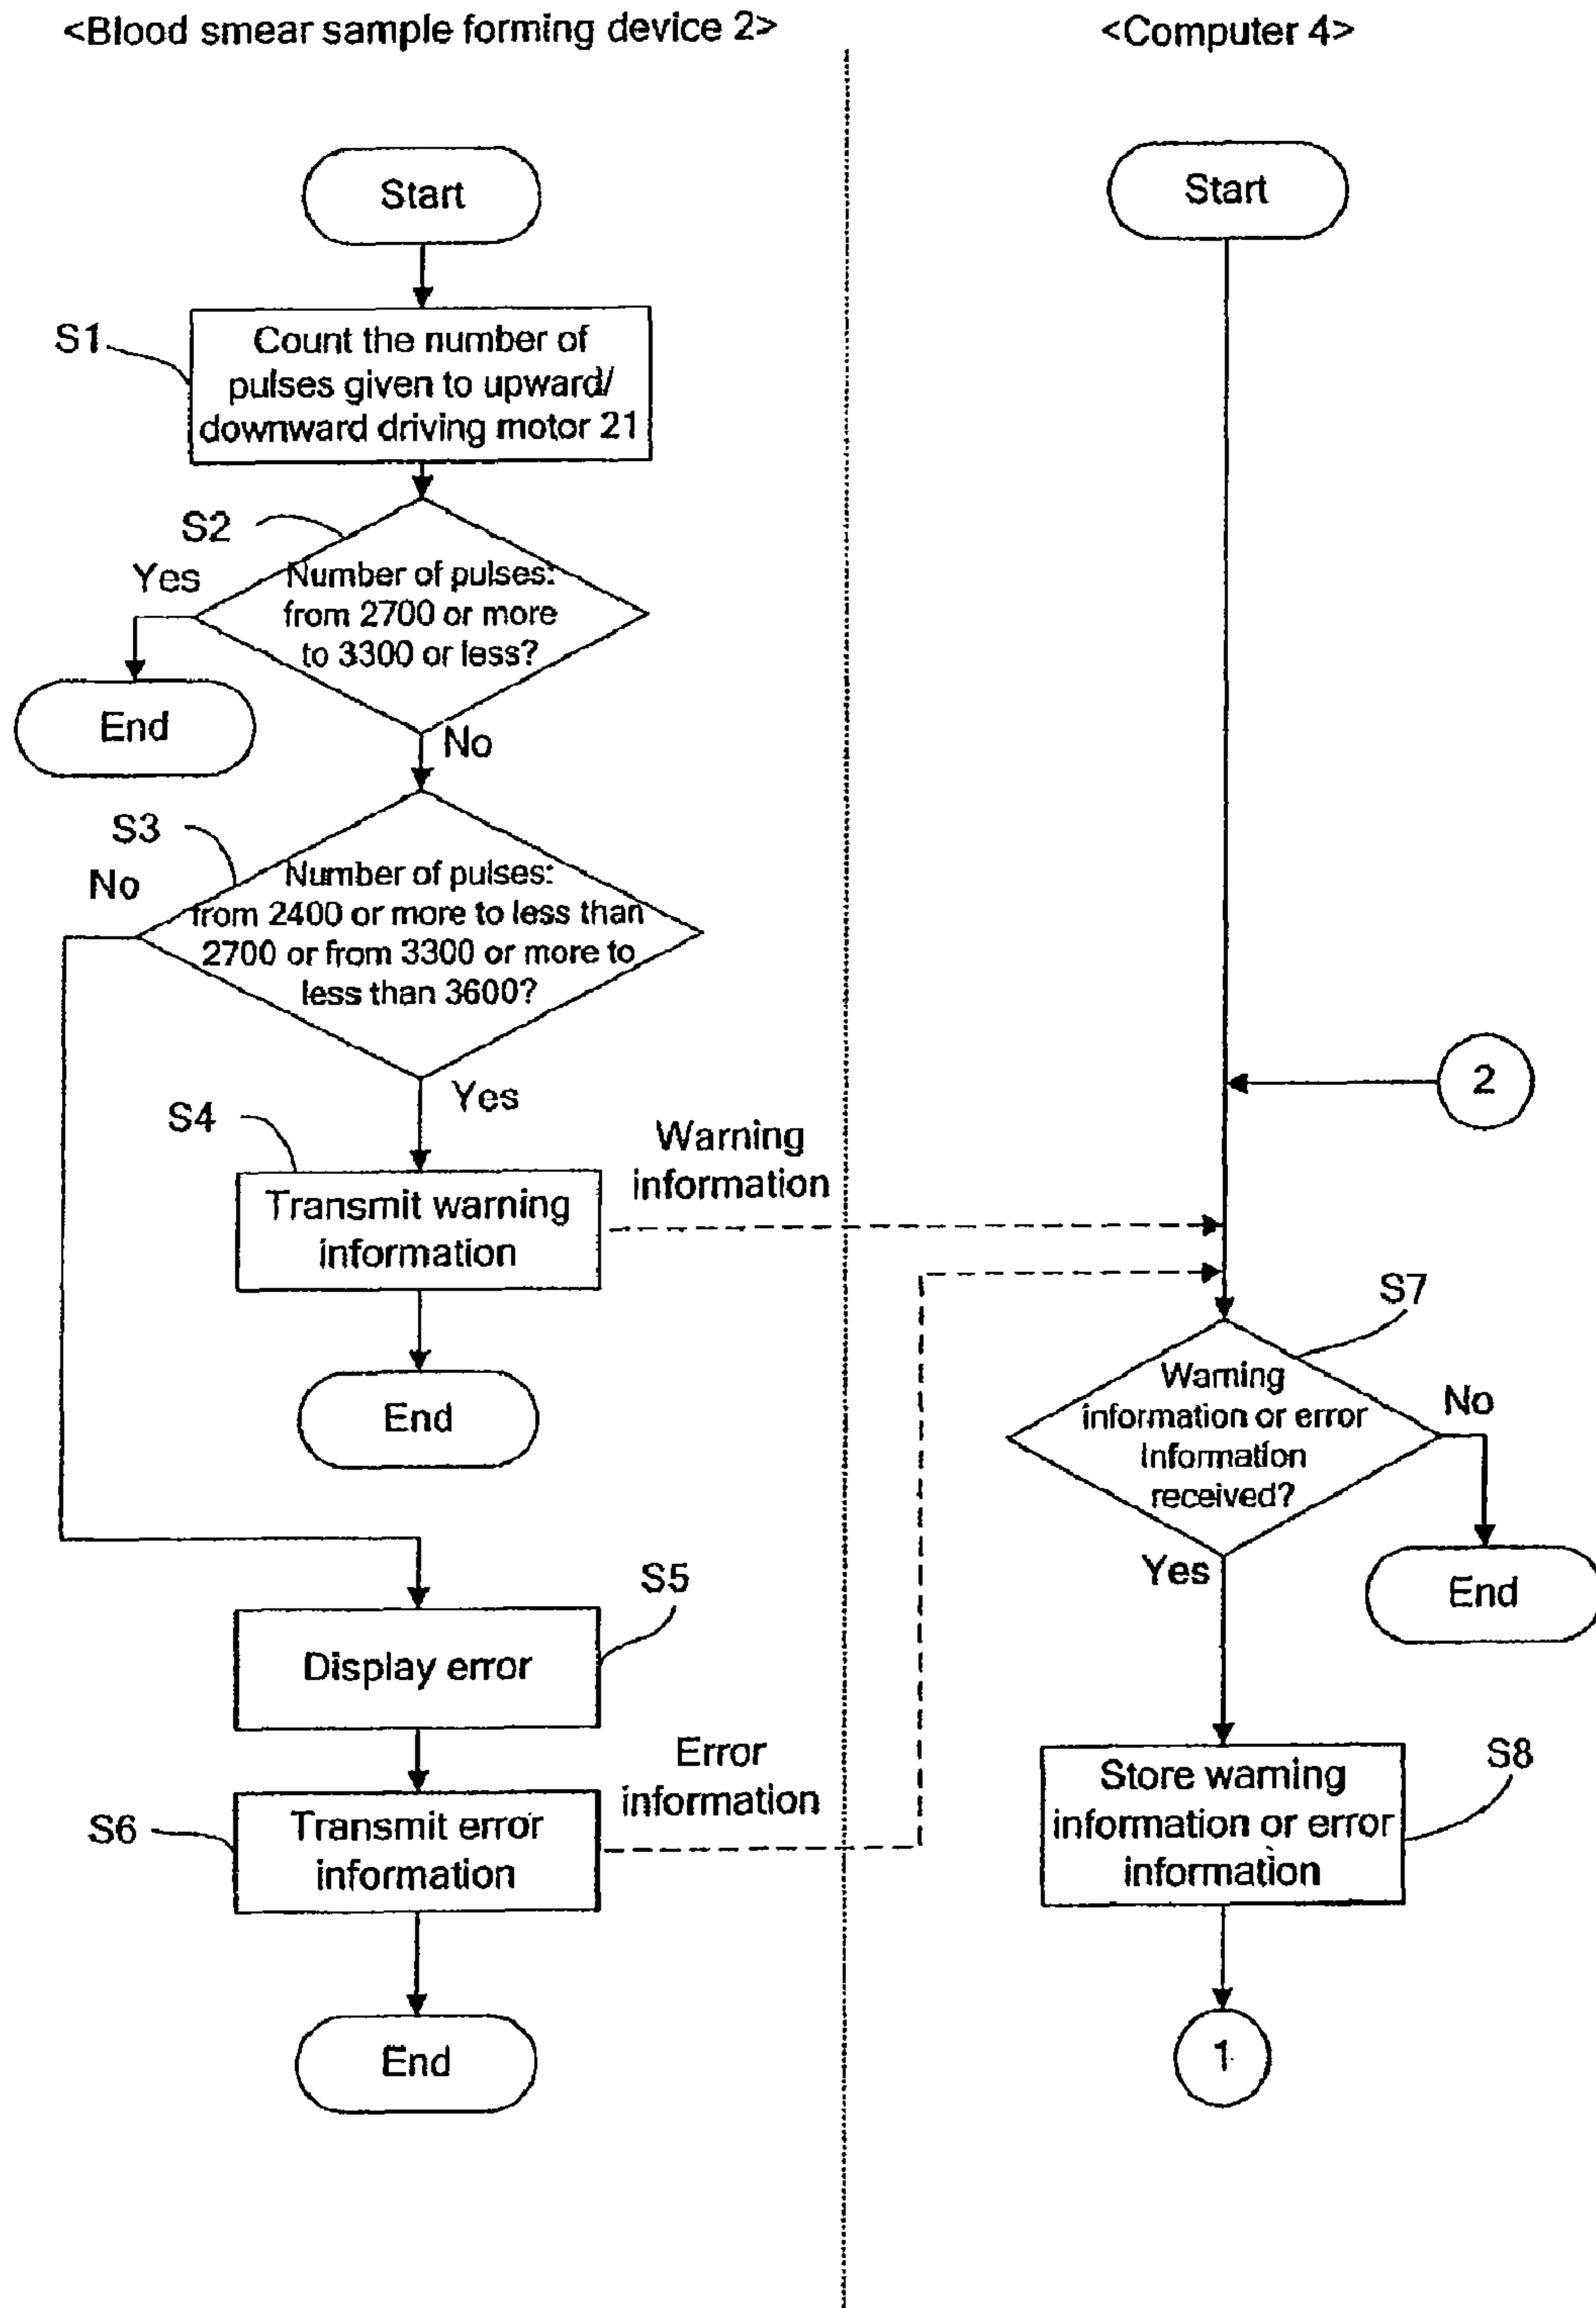 <Blood smear sample forming device 2>
Start
S1
Count the number of
pulses given to upward/
downward driving motor 21
S2
Yes
Number of pulses:
from 2700 or more
to 3300 or less?
End
No
S3
No
Number of pulses:
from 2400 or more to less than
2700 or from 3300 or more to
less than 3600?
Yes
S4
Transmit warning
information
Warning
information
End
S5
Display error
S6
Transmit error
information
Error
information
End
<Computer 4>
Start
2
S7
Warning
information or error
Information
received?
No
End
Yes
S8
Store warning
information or error
information
1